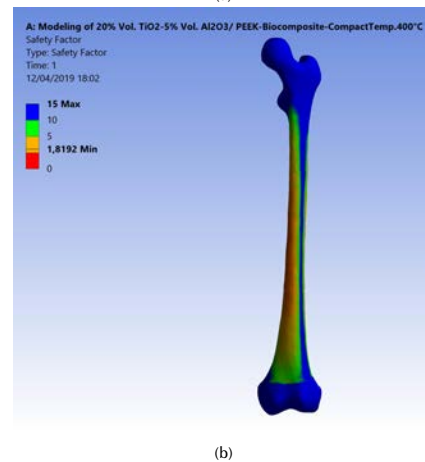 A: Modeling of 20% Vol. TiO2-5% Vol. Al2O3/ PEEK-Biocomposite-CompactTemp.400°C
Safety Factor
Type: Safety Factor
Time: 1
12/04/2019 18:02
15 Max
10
5
1,8192 Min
0
(b)